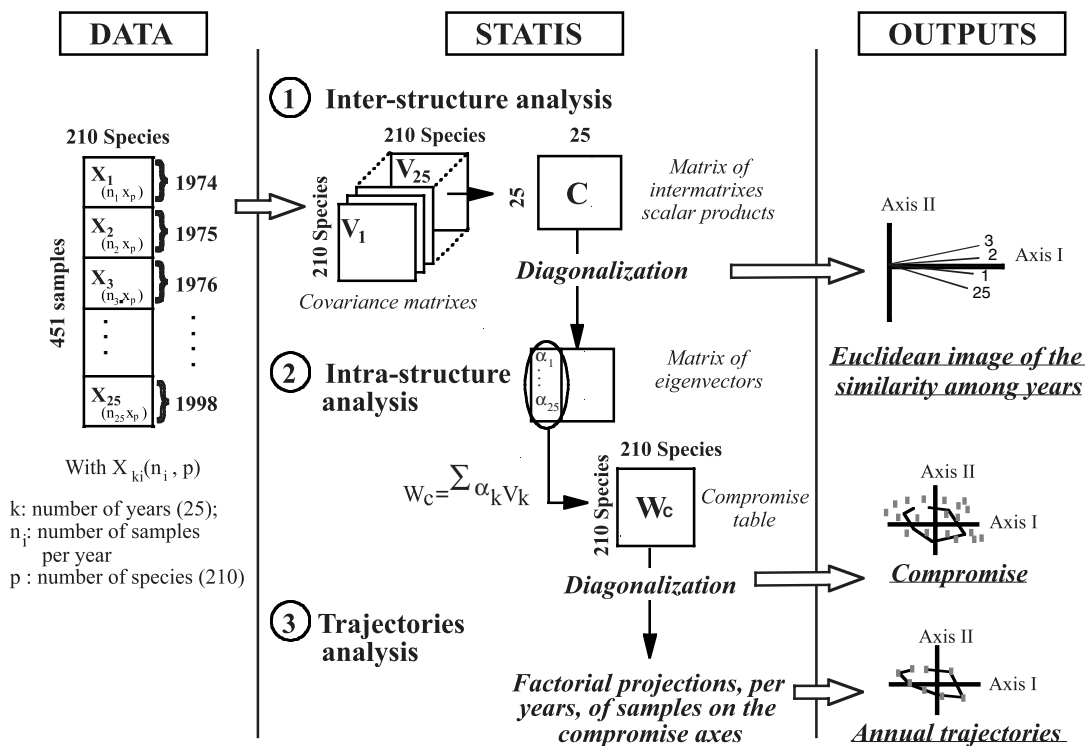 DATA
210 Species
451 samples
X1
(n1 xp)
1974
X2
(n2 xp)
1975
X3
(n3.xp)
1976
X25
(n25xp)
1998
With X ki(ni , p)
k: number of years (25);
ni: number of samples
per year
p : number of species (210)
STATIS
1 Inter-structure analysis
210 Species
210 Species
V25
V1
Covariance matrixes
25
25
C
Matrix of
intermatrixes
scalar products
Diagonalization
2 Intra-structure
analysis
α1
α25
Matrix of
eigenvectors
Wc=∑ αkVk
210 Species
210 Species
Wc
Compromise
table
Diagonalization
3 Trajectories
analysis
Factorial projections, per
years, of samples on the
compromise axes
OUTPUTS
Axis II
Axis I
3
2
1
25
Euclidean image of the
similarity among years
Axis II
Axis I
Compromise
Axis II
Axis I
Annual trajectories